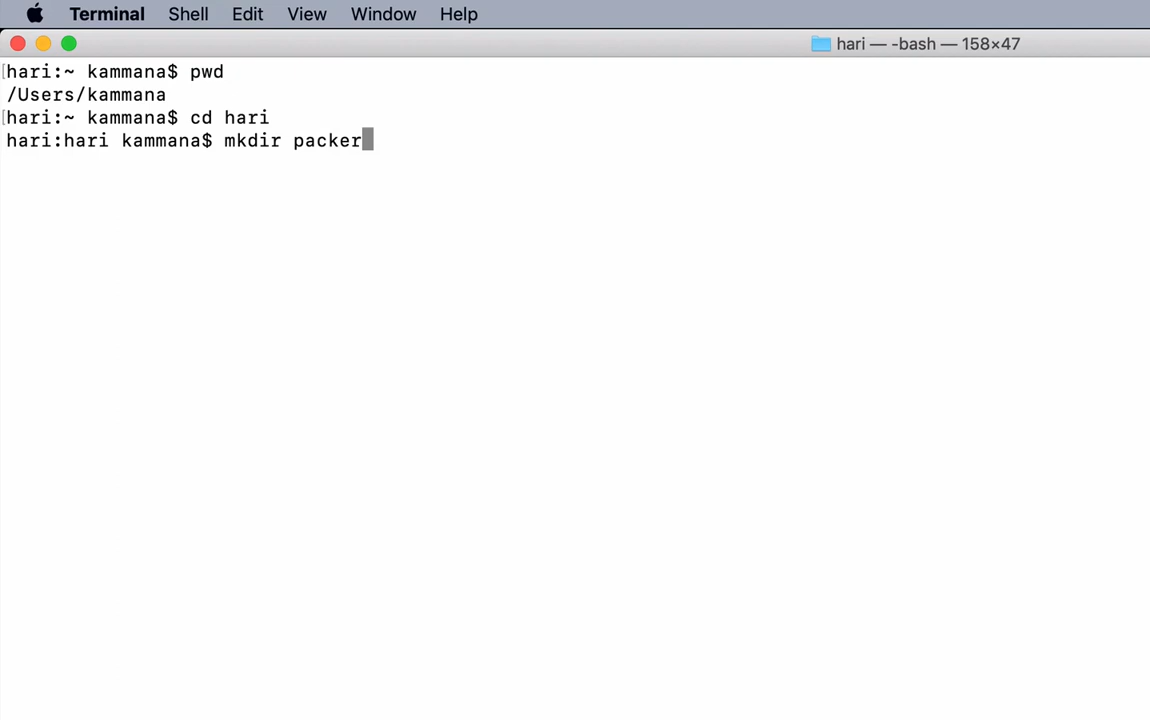 Terminal Shell Edit View Window Help
hari — -bash — 158×47
[hari:~ kammana$ pwd
/Users/kammana
[hari:~ kammana$ cd hari
hari:hari kammana$ mkdir packer